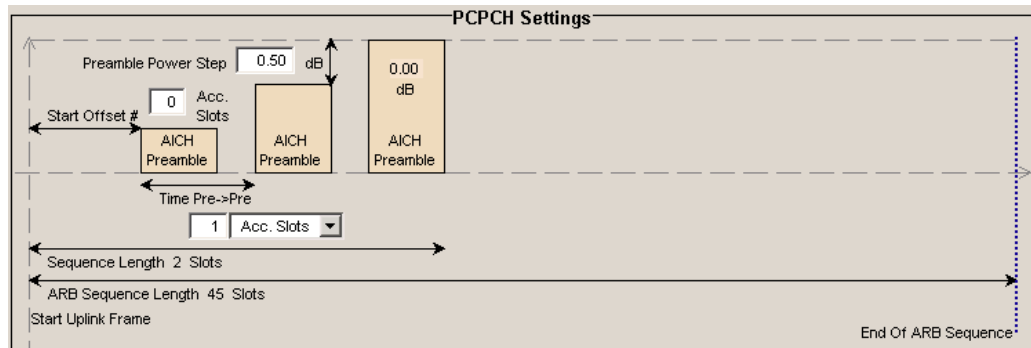 PCPCH Settings
Preamble Power Step 0.50 dB
0.00
dB
0 Acc.
Slots
Start Offset #
AICH
Preamble
AICH
Preamble
AICH
Preamble
Time Pre->Pre
1 Acc. Slots
Sequence Length 2 Slots
ARB Sequence Length 45 Slots
Start Uplink Frame
End Of ARB Sequence